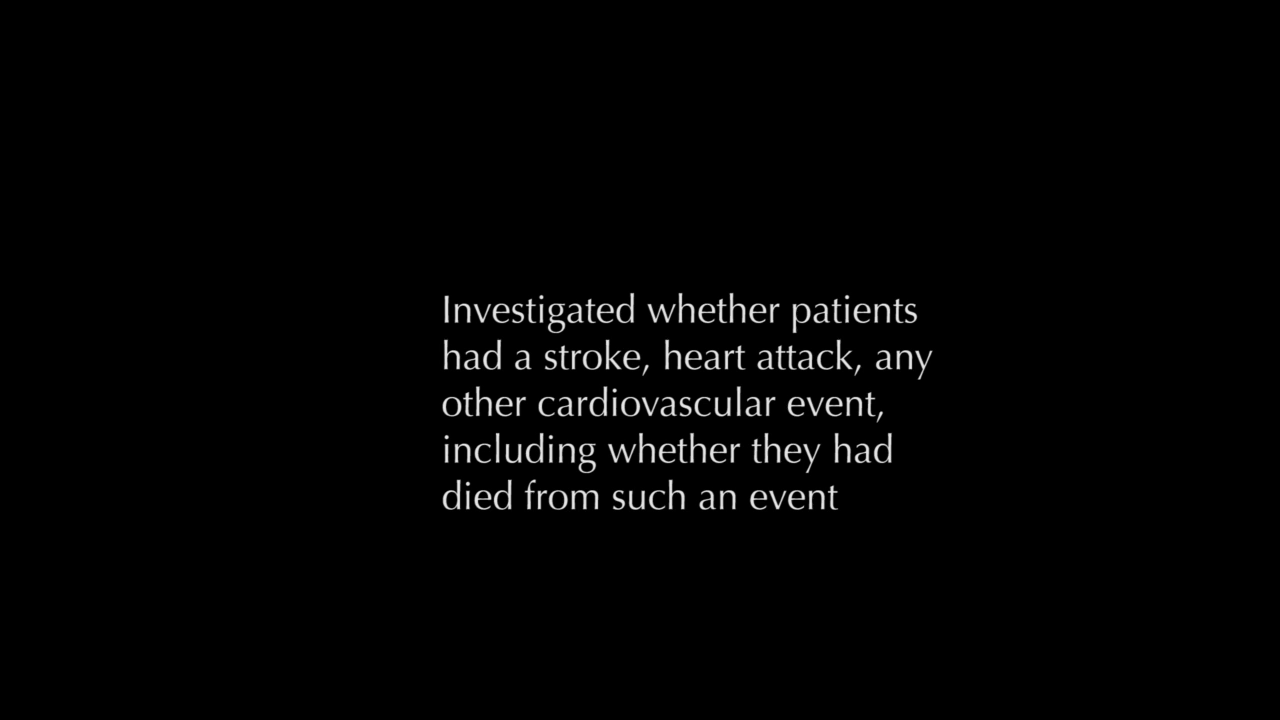 Investigated whether patients
had a stroke, heart attack, any
other cardiovascular event,
including whether they had
died from such an event